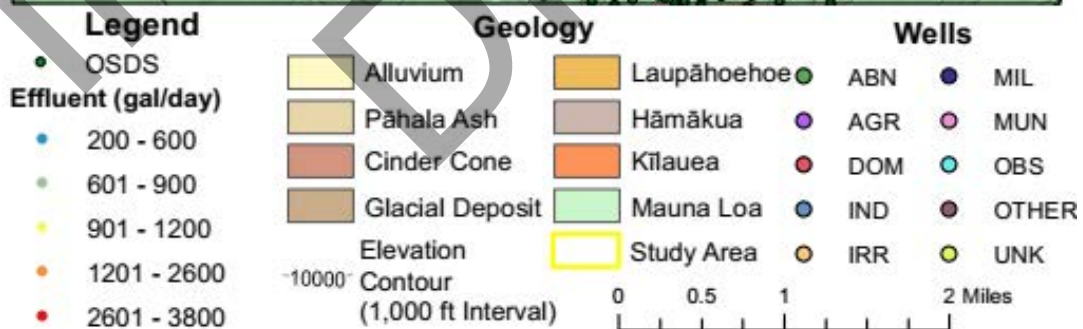 Legend
OSDS
Effluent (gal/day)
200 - 600
601 - 900
901 - 1200
1201 - 2600
2601 - 3800
Geology
Alluvium
Pāhala Ash
Cinder Cone
Glacial Deposit
-10000- Elevation
Contour
(1,000 ft Interval)
Laupāhoehoe
Hāmākua
Kīlauea
Mauna Loa
Study Area
Wells
ABN
AGR
DOM
IND
IRR
MIL
MUN
OBS
OTHER
UNK
0 0.5 1 2 Miles